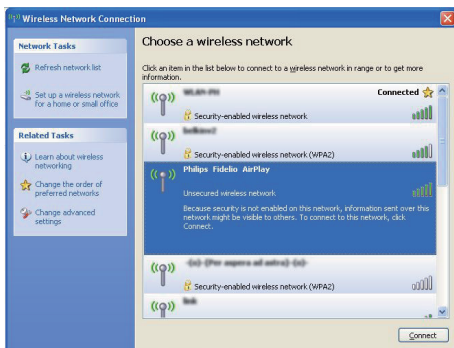 Wireless Network Connection
Network Tasks
Refresh network list
Set up a wireless network
for a home or small office
Related Tasks
Learn about wireless
networking
Change the order of
preferred networks
Change advanced
settings
Choose a wireless network
Click an item in the list below to connect to a wireless network in range or to get more
information.
Connected
Security-enabled wireless network
Security-enabled wireless network (WPA2)
Philips Fidelio AirPlay
Unsecured wireless network
Because security is not enabled on this network, information sent over this
network might be visible to others. To connect to this network, click
Connect.
Security-enabled wireless network (WPA2)
Connect